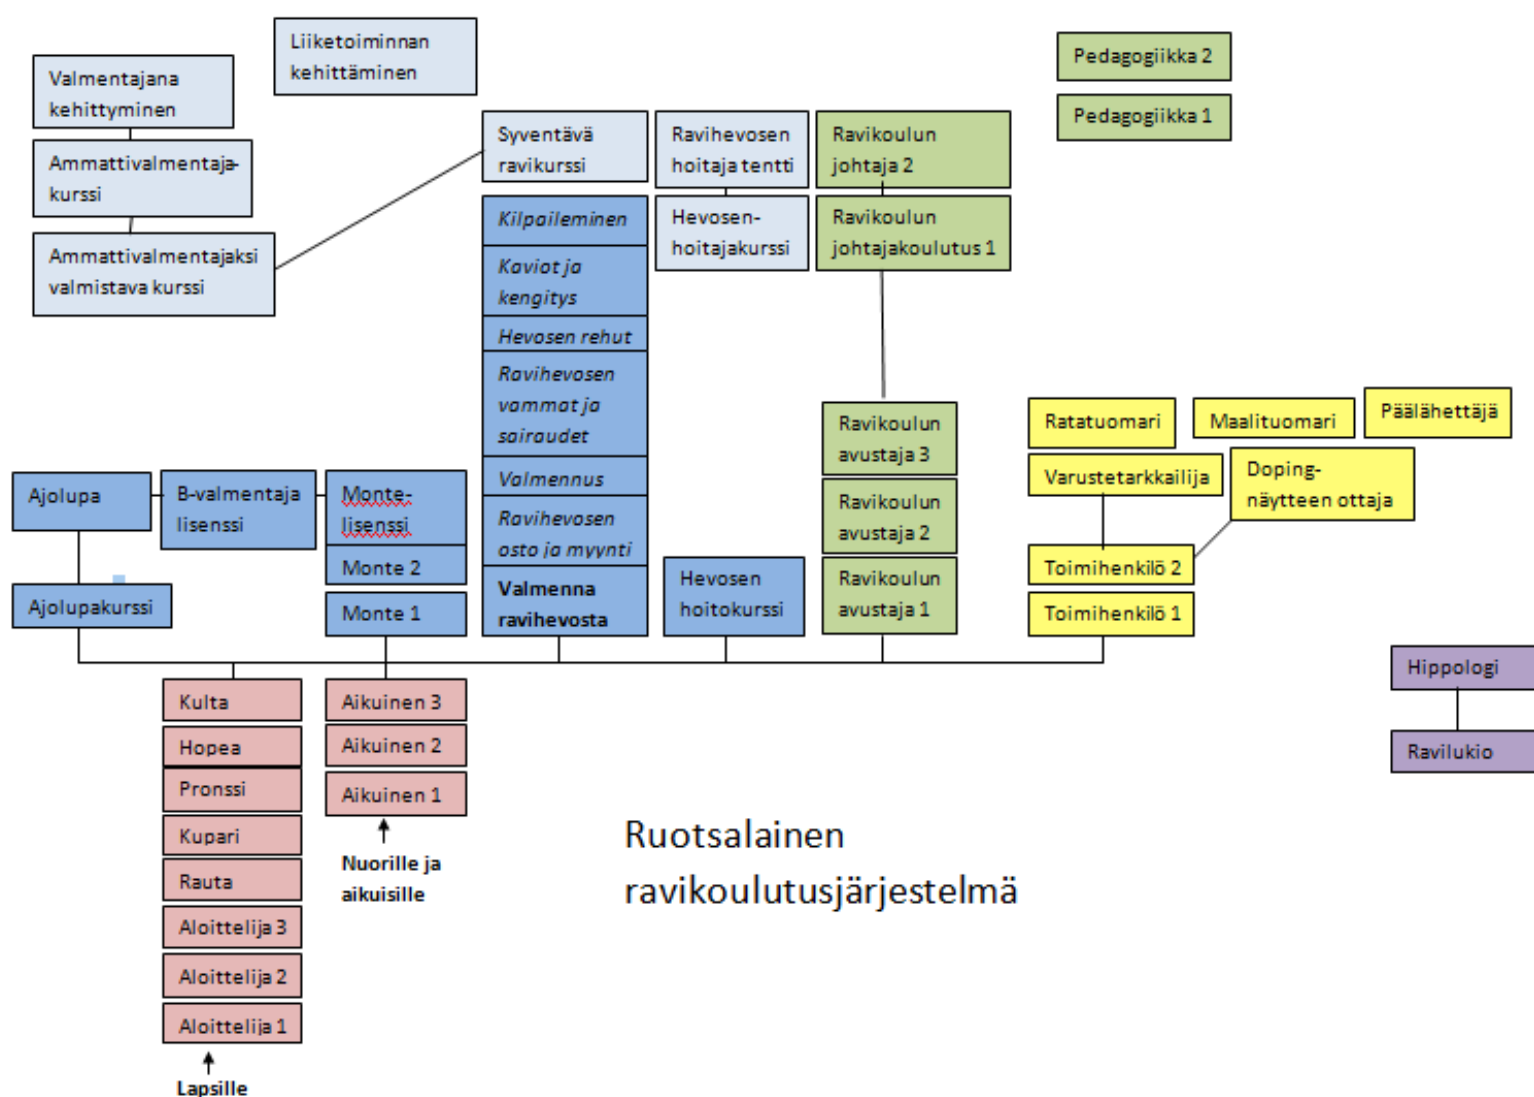 Liiketoiminnan
kehittäminen
Valmentajana
kehittyminen
Ammattivalmentaja-
kurssi
Ammattivalmentajaksi
valmistava kurssi
Syventävä
ravikurssi
Kilpaileminen
Kaviot ja
kengitys
Hevosen rehut
Ravihevosen
vammat ja
sairaudet
Valmennus
Ravihevosen
osto ja myynti
Valmenna
ravihevosta
Ravihevosen
hoitaja tentti
Hevosen-
hoitajakurssi
Hevosen
hoitokurssi
Ravikoulun
johtaja 2
Ravikoulun
johtajakoulutus 1
Ravikoulun
avustaja 3
Ravikoulun
avustaja 2
Ravikoulun
avustaja 1
Pedagogiikka 2
Pedagogiikka 1
Ratatuomari
Maalituomari
Päälähettäjä
Varustetarkkailija
Doping-
näytteen ottaja
Toimihenkilö 2
Toimihenkilö 1
Ajolupa
B-valmentaja
lisenssi
Monte-
lisenssi
Monte 2
Monte 1
Ajolupakurssi
Kulta
Hopea
Pronssi
Kupari
Rauta
Aloittelija 3
Aloittelija 2
Aloittelija 1
Lapsille
Aikuinen 3
Aikuinen 2
Aikuinen 1
Nuorille ja
aikuisille
Ruotsalainen
ravikoulutusjärjestelmä
Hippologi
Ravilukio